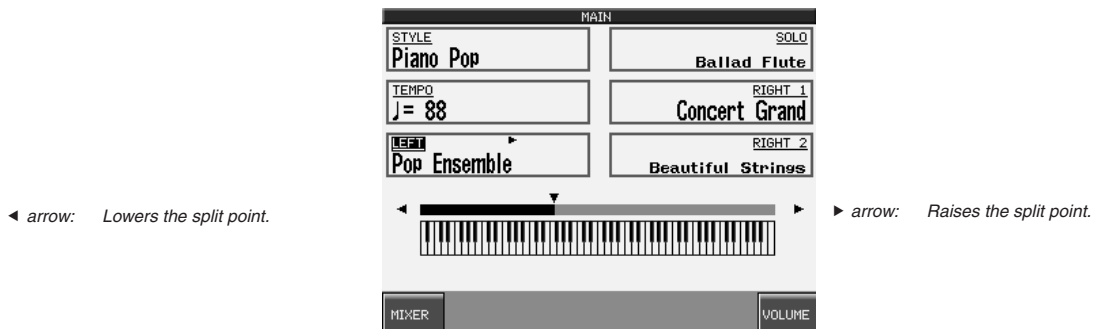 MAIN
STYLE
Piano Pop
SOLO
Ballad Flute
TEMPO
♩= 88
RIGHT 1
Concert Grand
LEFT ►
Pop Ensemble
RIGHT 2
Beautiful Strings
◄ arrow: Lowers the split point.
► arrow: Raises the split point.
MIXER
VOLUME